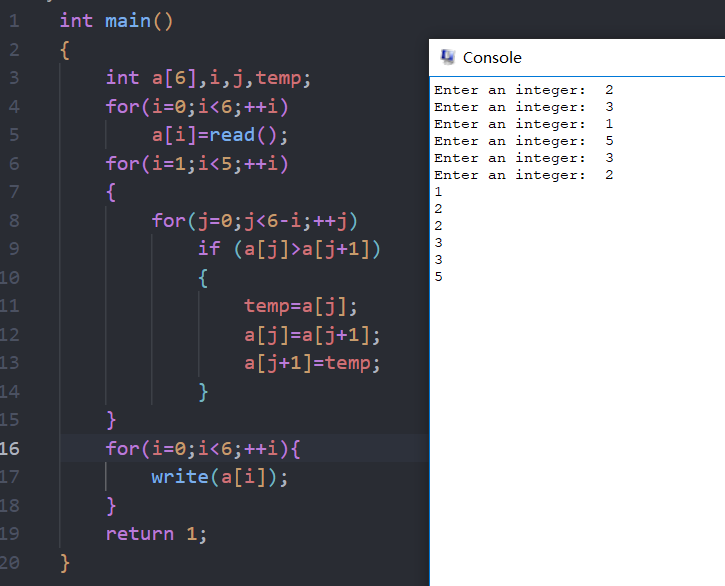 1 int main()
2 {
3 int a[6],i,j,temp;
4 for(i=0;i<6;++i)
5 a[i]=read();
6 for(i=1;i<5;++i)
7 {
8 for(j=0;j<6-i;++j)
9 if (a[j]>a[j+1])
10 {
11 temp=a[j];
12 a[j]=a[j+1];
13 a[j+1]=temp;
14 }
15 }
16 for(i=0;i<6;++i){
17 write(a[i]);
18 }
19 return 1;
20 }
Console
Enter an integer: 2
Enter an integer: 3
Enter an integer: 1
Enter an integer: 5
Enter an integer: 3
Enter an integer: 2
1
2
2
3
3
5